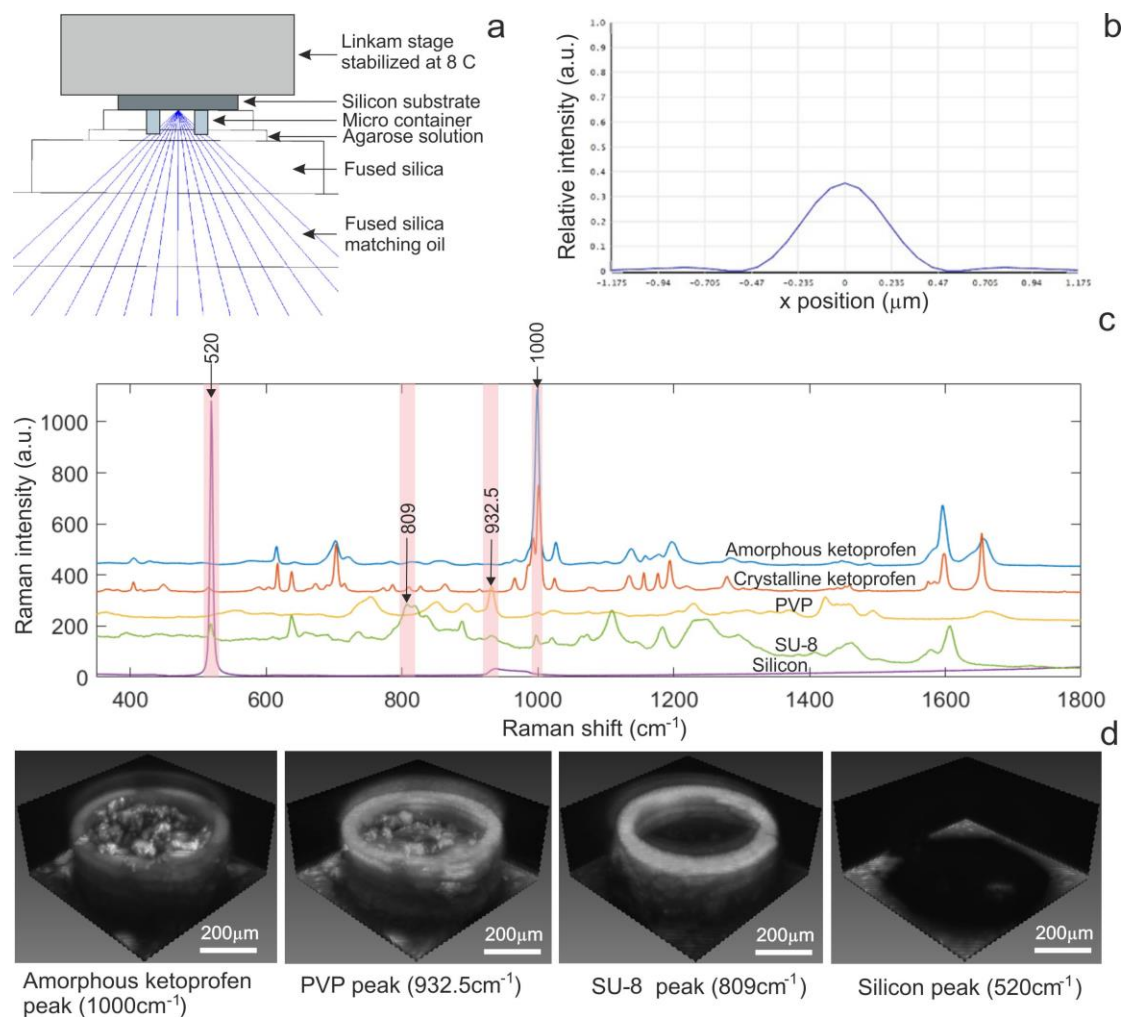 a
Linkam stage
stabilized at 8 C
Silicon substrate
Micro container
Agarose solution
Fused silica
Fused silica
matching oil
b
Relative intensity (a.u.)
1.0
0.9
0.8
0.7
0.6
0.5
0.4
0.3
0.2
0.1
0
-1.175 -0.94 -0.705 -0.47 -0.235 0 0.235 0.47 0.705 0.94 1.175
x position (μm)
c
520
1000
809
932.5
Raman intensity (a.u.)
1000
800
600
400
200
0
Amorphous ketoprofen
Crystalline ketoprofen
PVP
SU-8
Silicon
400 600 800 1000 1200 1400 1600 1800
Raman shift (cm⁻¹)
d
200μm
200μm
200μm
200μm
Amorphous ketoprofen
peak (1000cm⁻¹)
PVP peak (932.5cm⁻¹)
SU-8 peak (809cm⁻¹)
Silicon peak (520cm⁻¹)